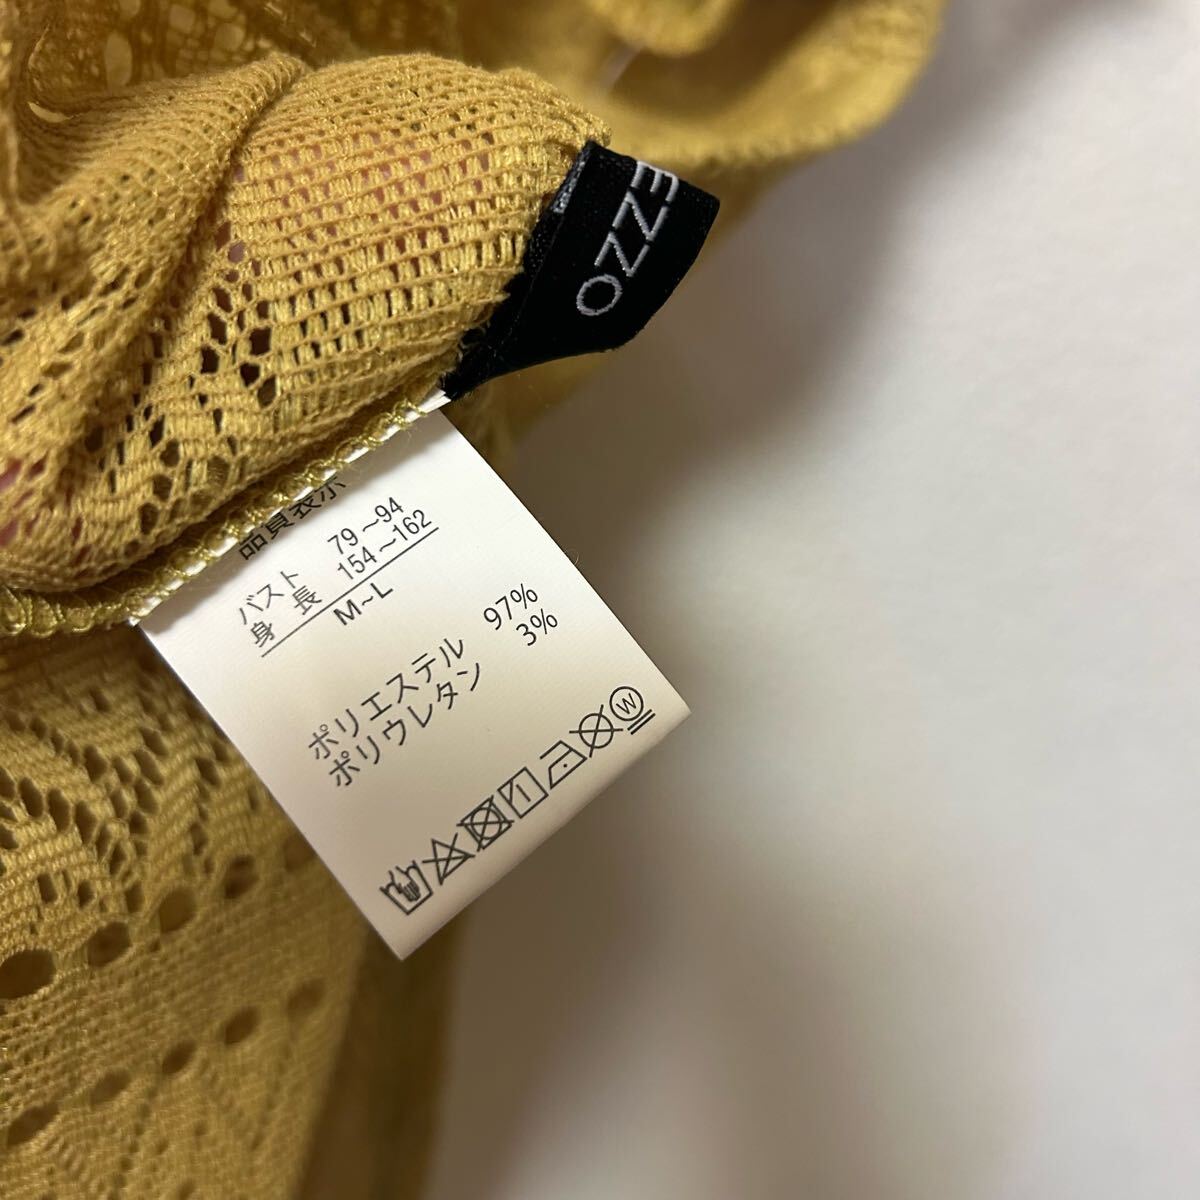 EZZO
品質表示
バスト 79~94
身長 154~162
M~L
ポリエステル 97%
ポリウレタン 3%
W